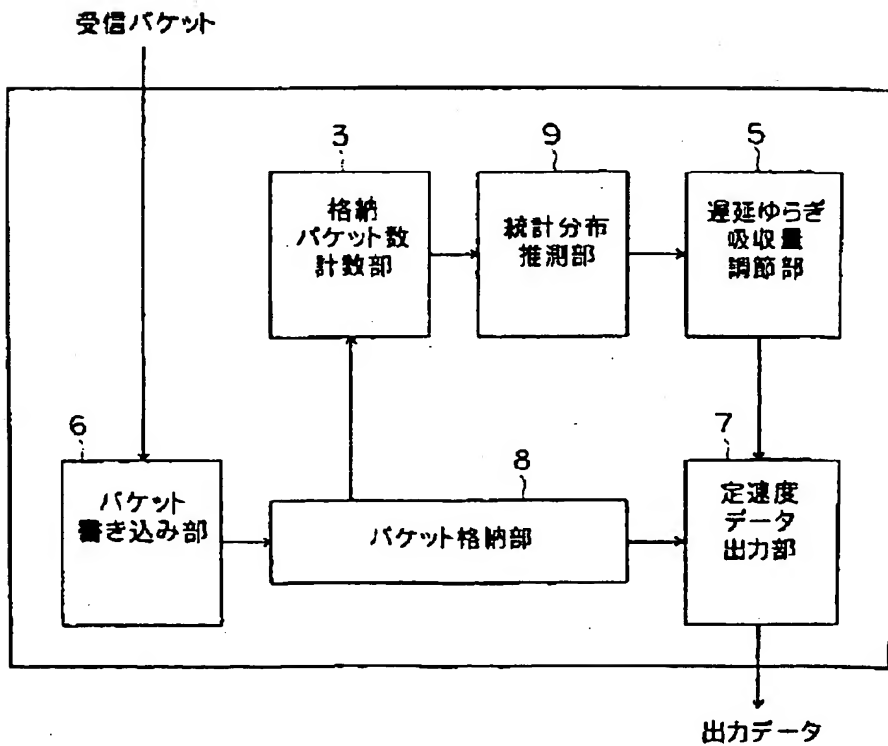 受信パケット
3
格納
パケット数
計数部
9
統計分布
推測部
5
遅延ゆらぎ
吸収量
調節部
6
パケット
書き込み部
8
パケット格納部
7
定速度
データ
出力部
出力データ